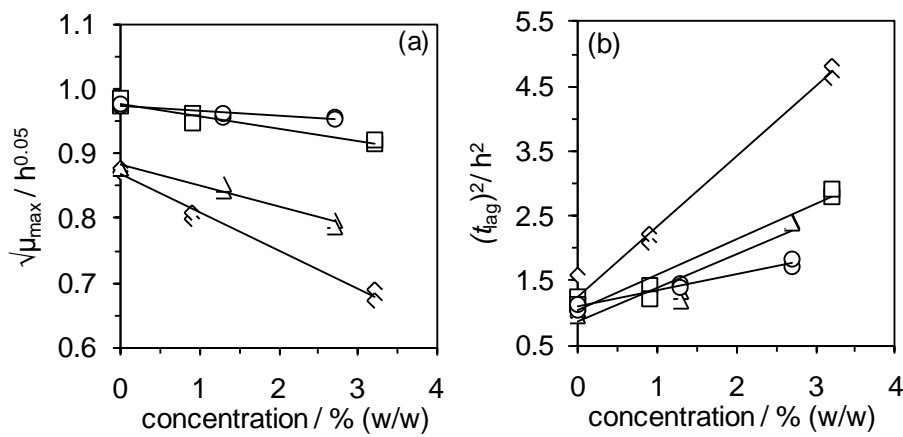 (a)
1.1
1.0
0.9
0.8
0.7
0.6
√μmax / h0.05
0 1 2 3 4
concentration / % (w/w)
(b)
5.5
4.5
3.5
2.5
1.5
0.5
(tlag)2/ h2
0 1 2 3 4
concentration / % (w/w)